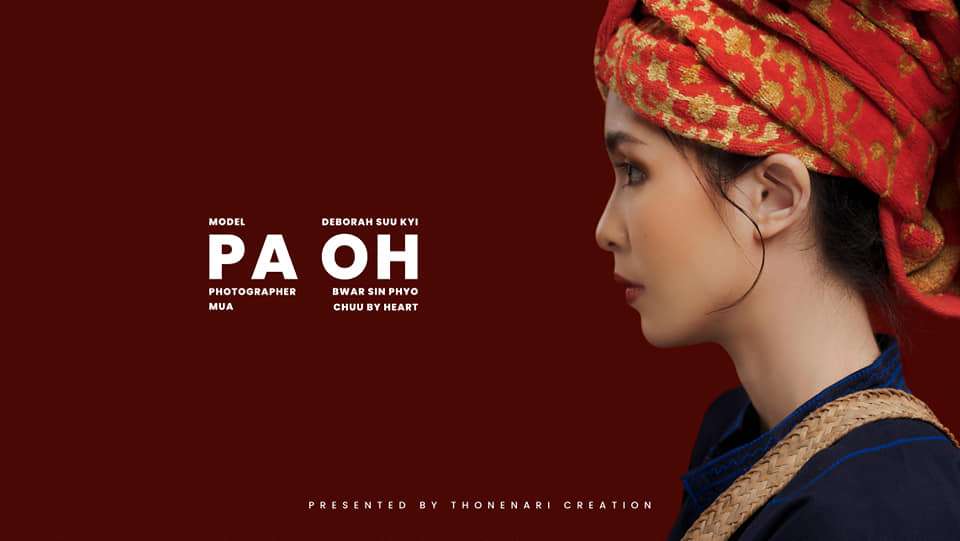 MODEL DEBORAH SUU KYI
PA OH
PHOTOGRAPHER BWAR SIN PHYO
MUA CHUU BY HEART
PRESENTED BY THONENARI CREATION